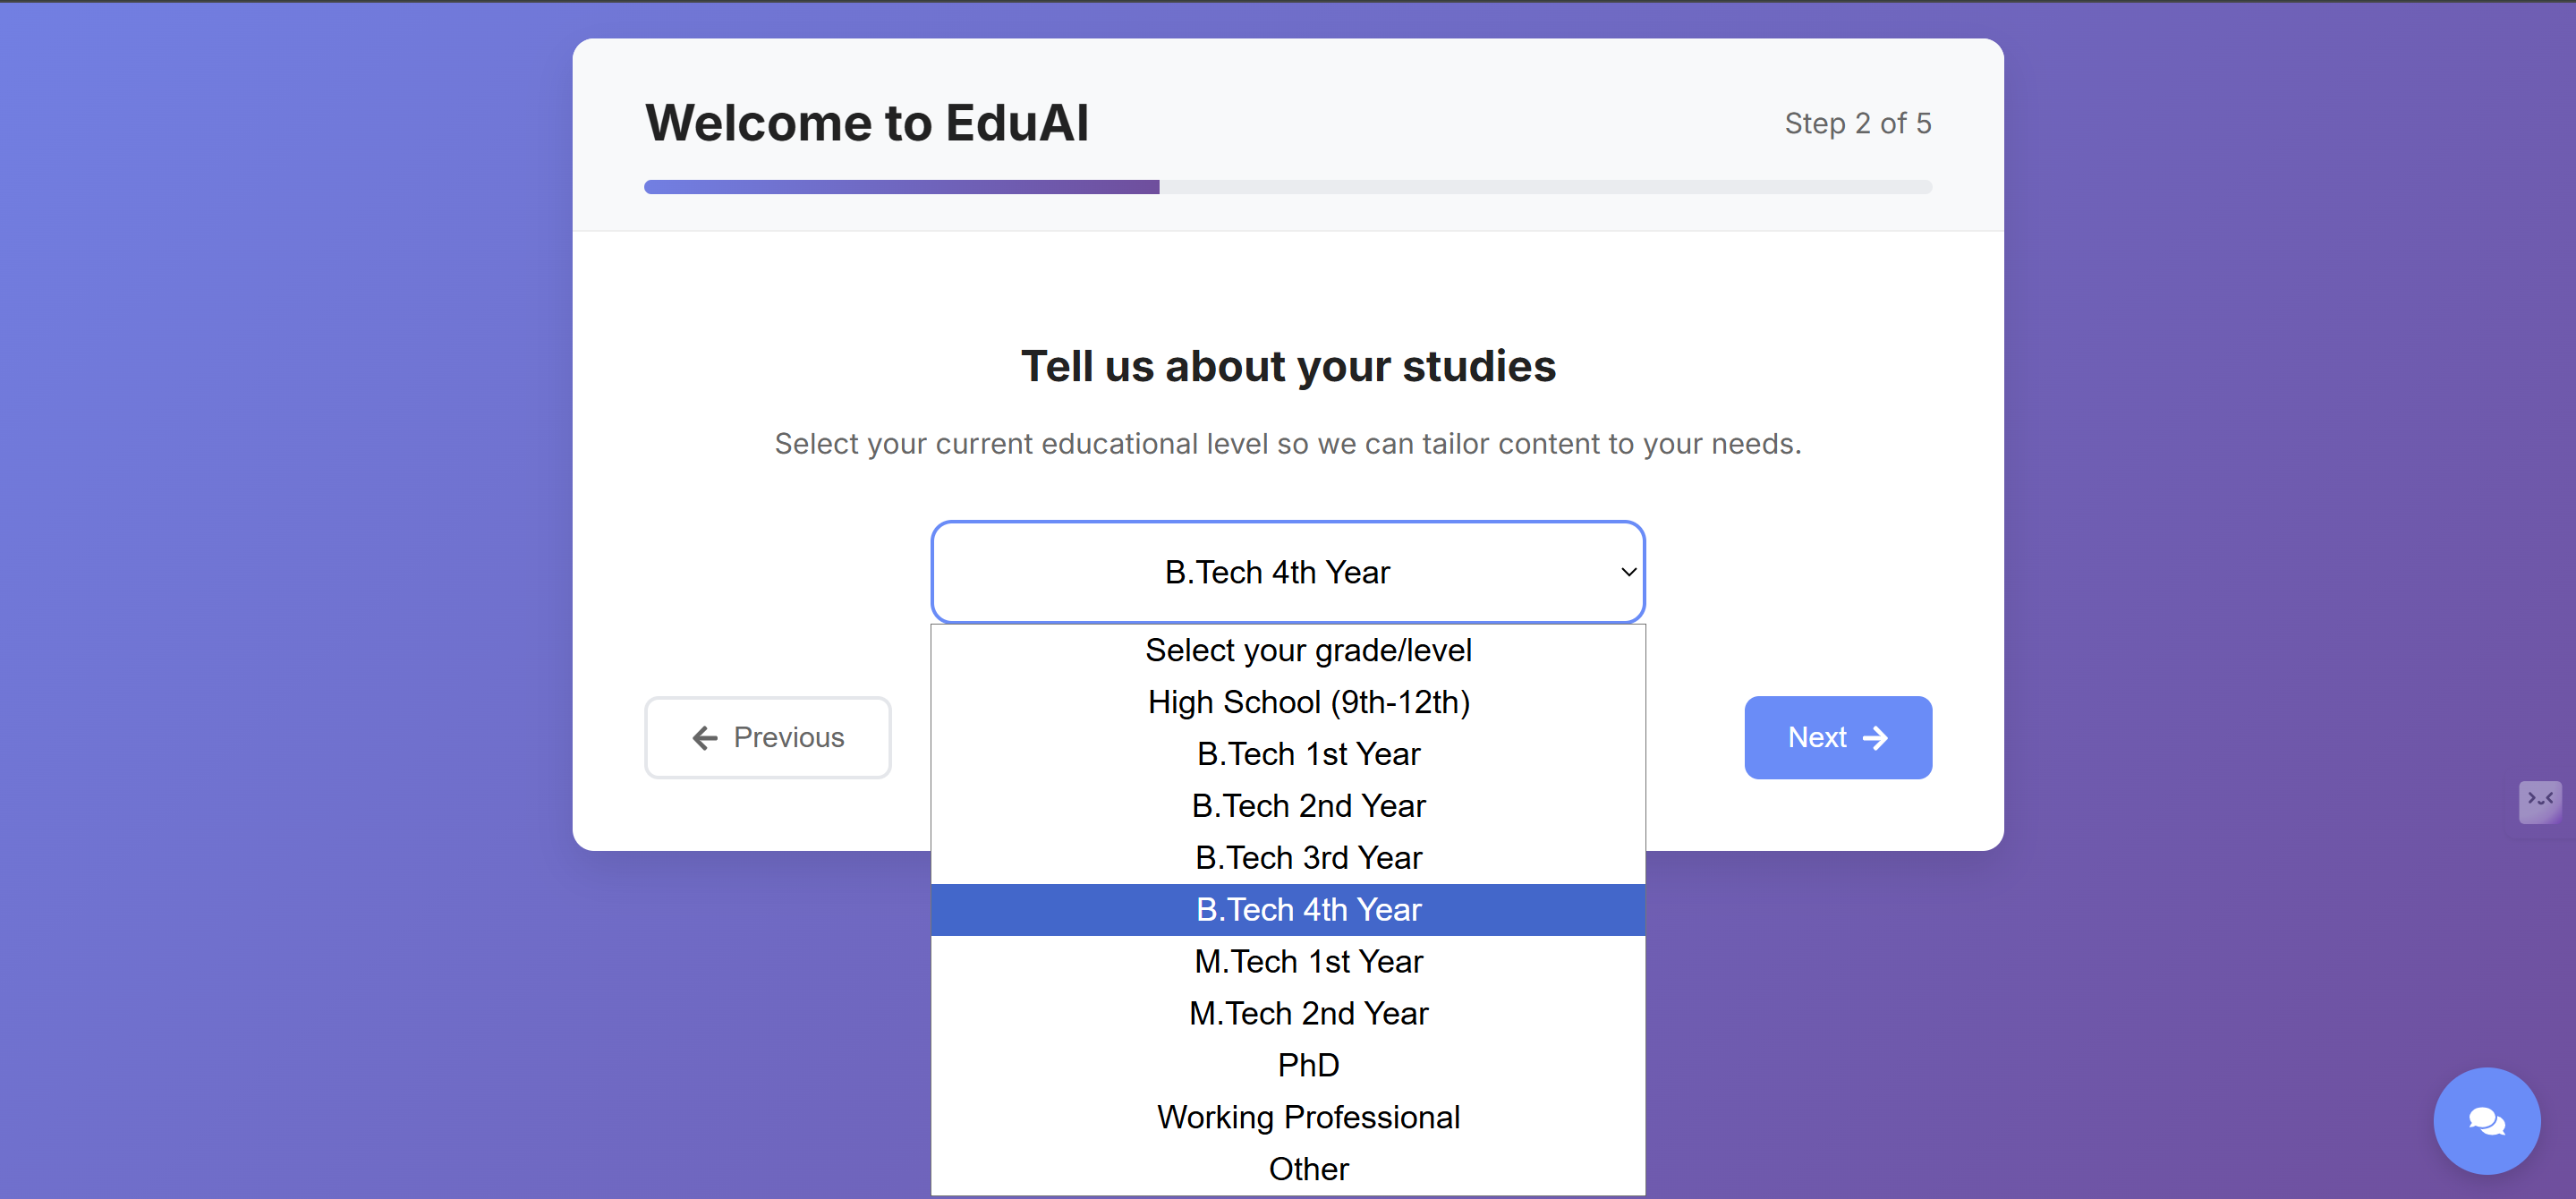 Welcome to EduAI
Step 2 of 5
Tell us about your studies
Select your current educational level so we can tailor content to your needs.
B.Tech 4th Year
Select your grade/level
High School (9th-12th)
B.Tech 1st Year
B.Tech 2nd Year
B.Tech 3rd Year
B.Tech 4th Year
M.Tech 1st Year
M.Tech 2nd Year
PhD
Working Professional
Other
Previous
Next